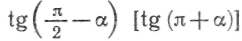 tg(π/2 − α) [tg (π + α)]